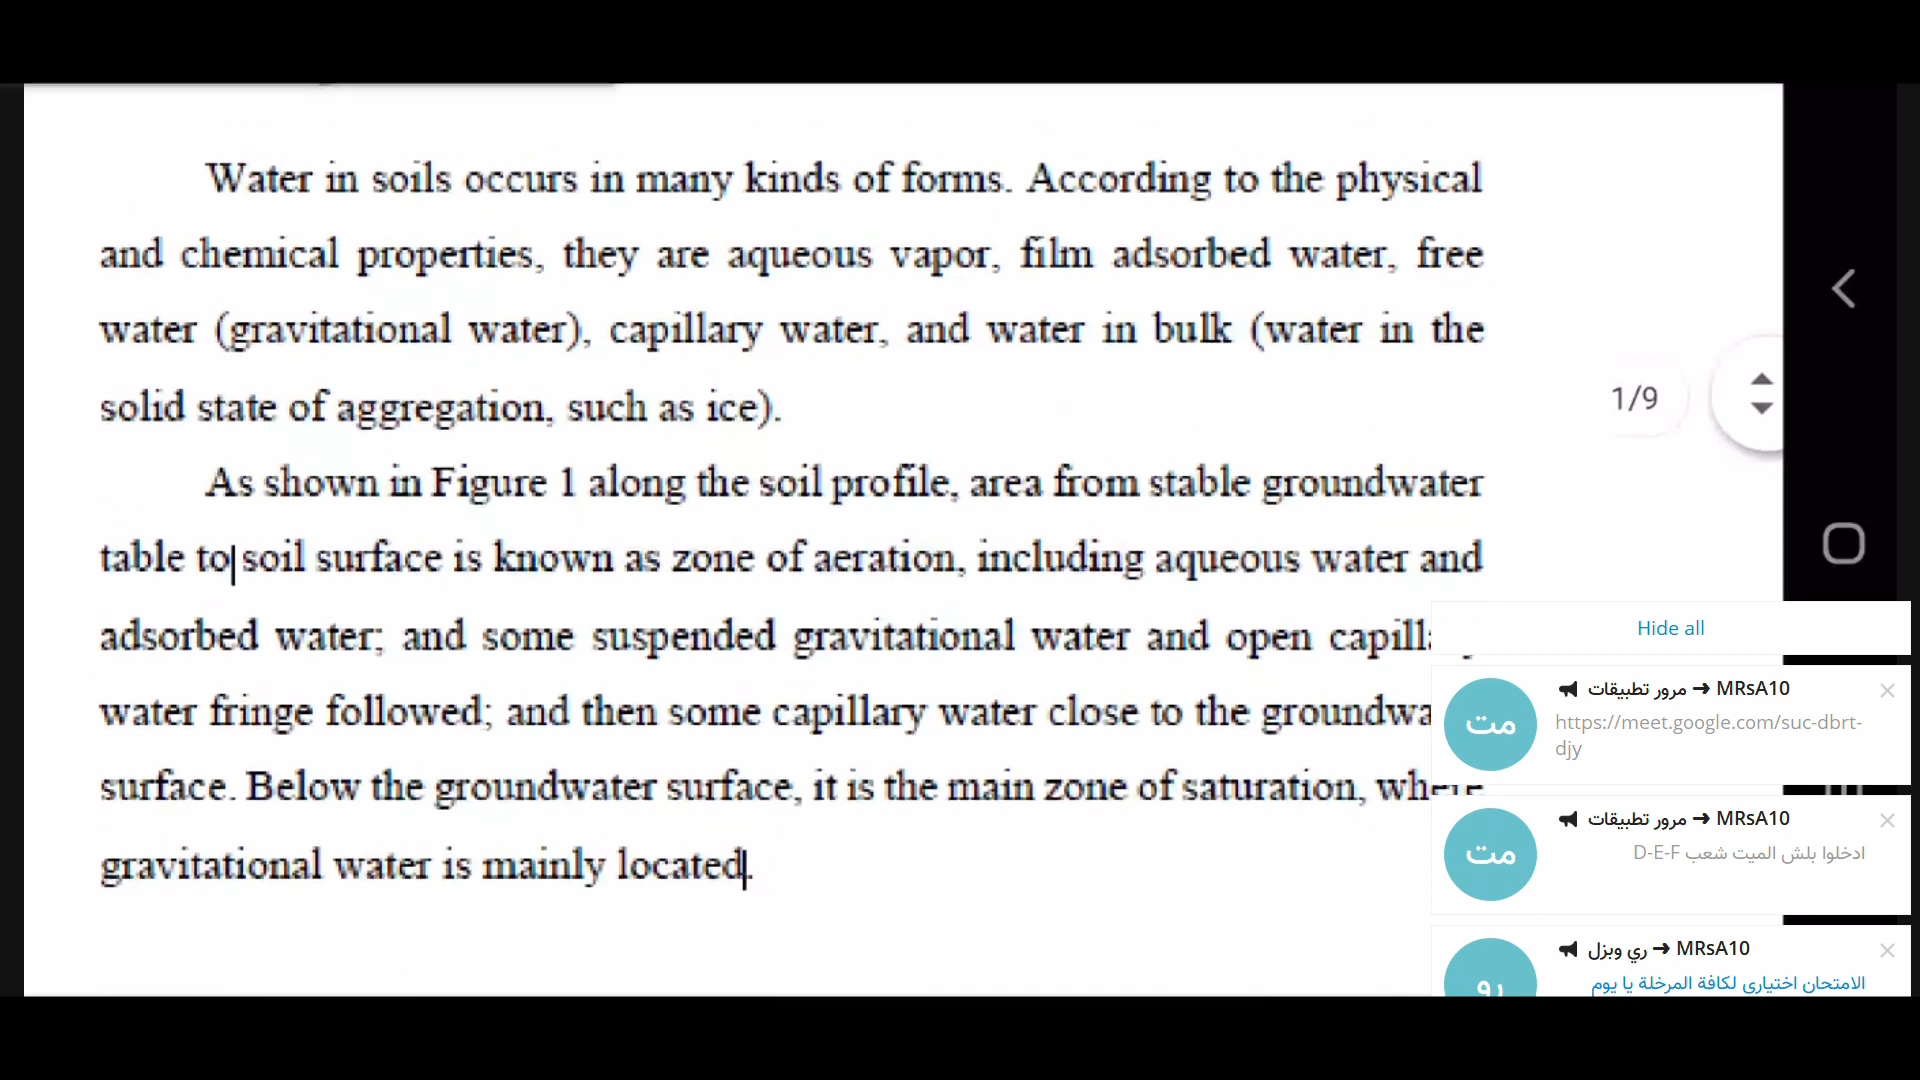 Water in soils occurs in many kinds of forms. According to the physical
and chemical properties, they are aqueous vapor, film adsorbed water, free
water (gravitational water), capillary water, and water in bulk (water in the
solid state of aggregation, such as ice).
As shown in Figure 1 along the soil profile, area from stable groundwater
table to soil surface is known as zone of aeration, including aqueous water and
adsorbed water; and some suspended gravitational water and open
water fringe followed; and then some capillary water close to the
surface. Below the groundwater surface, it is the main zone of saturation, where
gravitational water is mainly located.
1/9
Hide all
مت
مرور تطبيقات ➜ MRsA10
https://meet.google.com/suc-dbrt-
djy
مت
مرور تطبيقات ➜ MRsA10
ادخلوا بلش الميت شعب D-E-F
رو
ري وبزل ➜ MRsA10
الامتحان اختياري لكافة المرخلة يا يوم